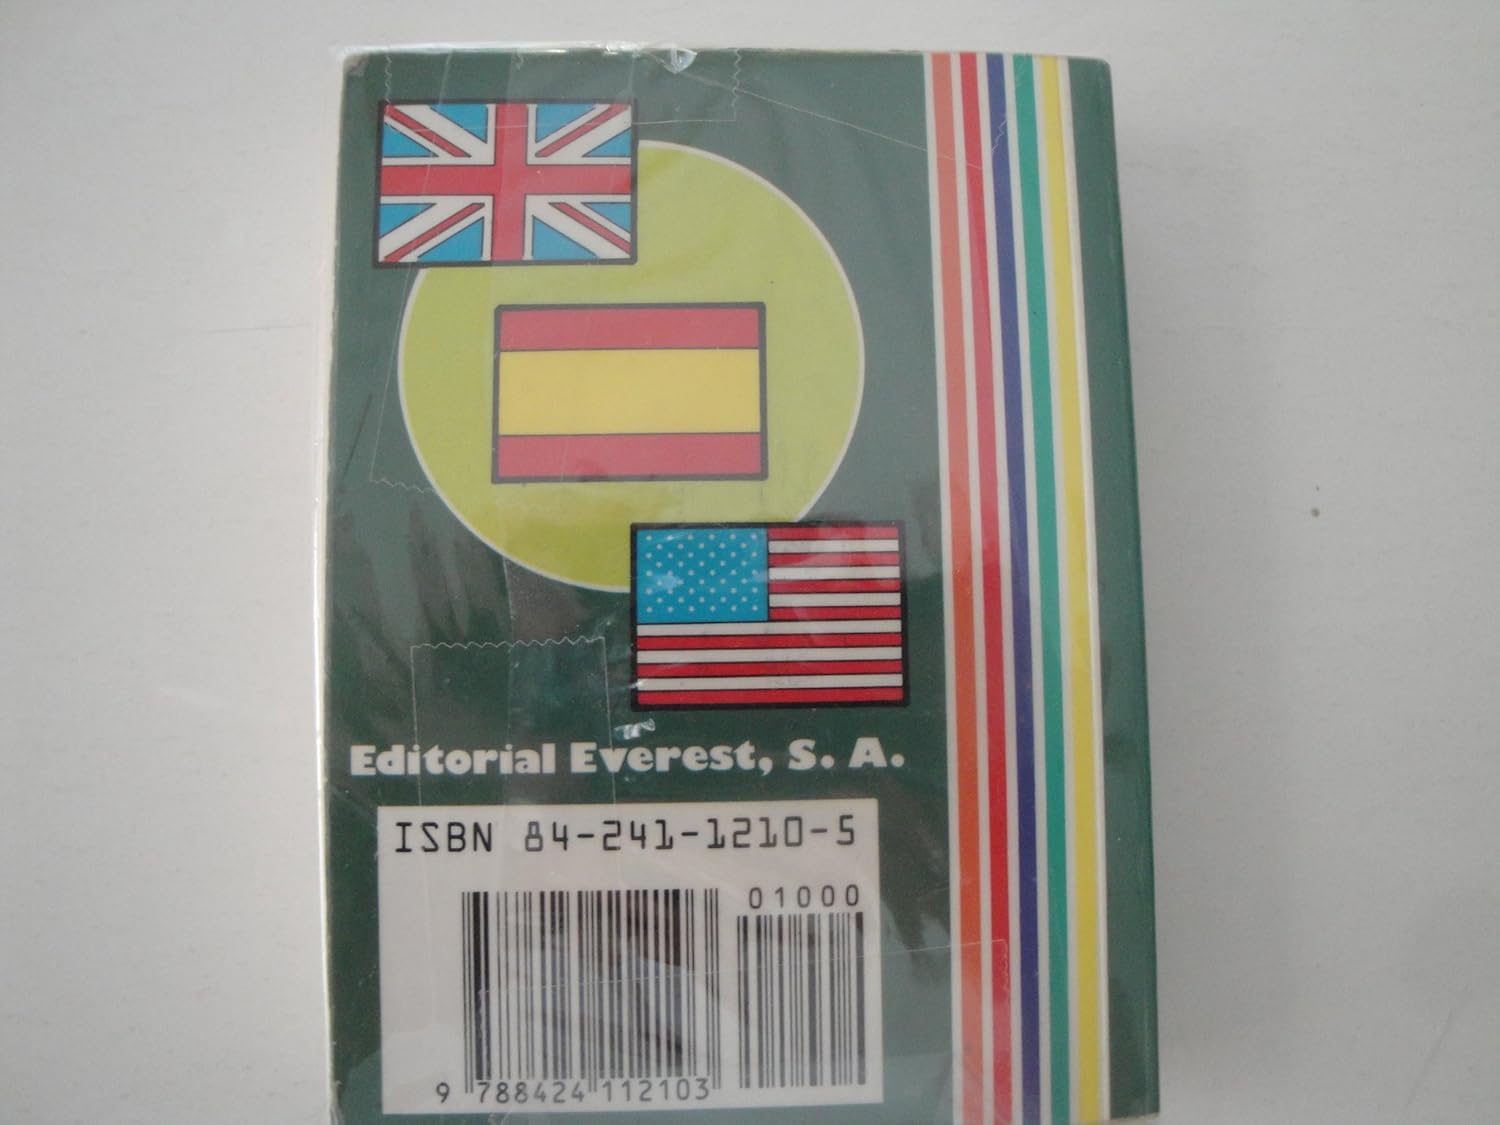 Editorial Everest, S. A.
ISBN 84-241-1210-5
01000
9 788424 112103